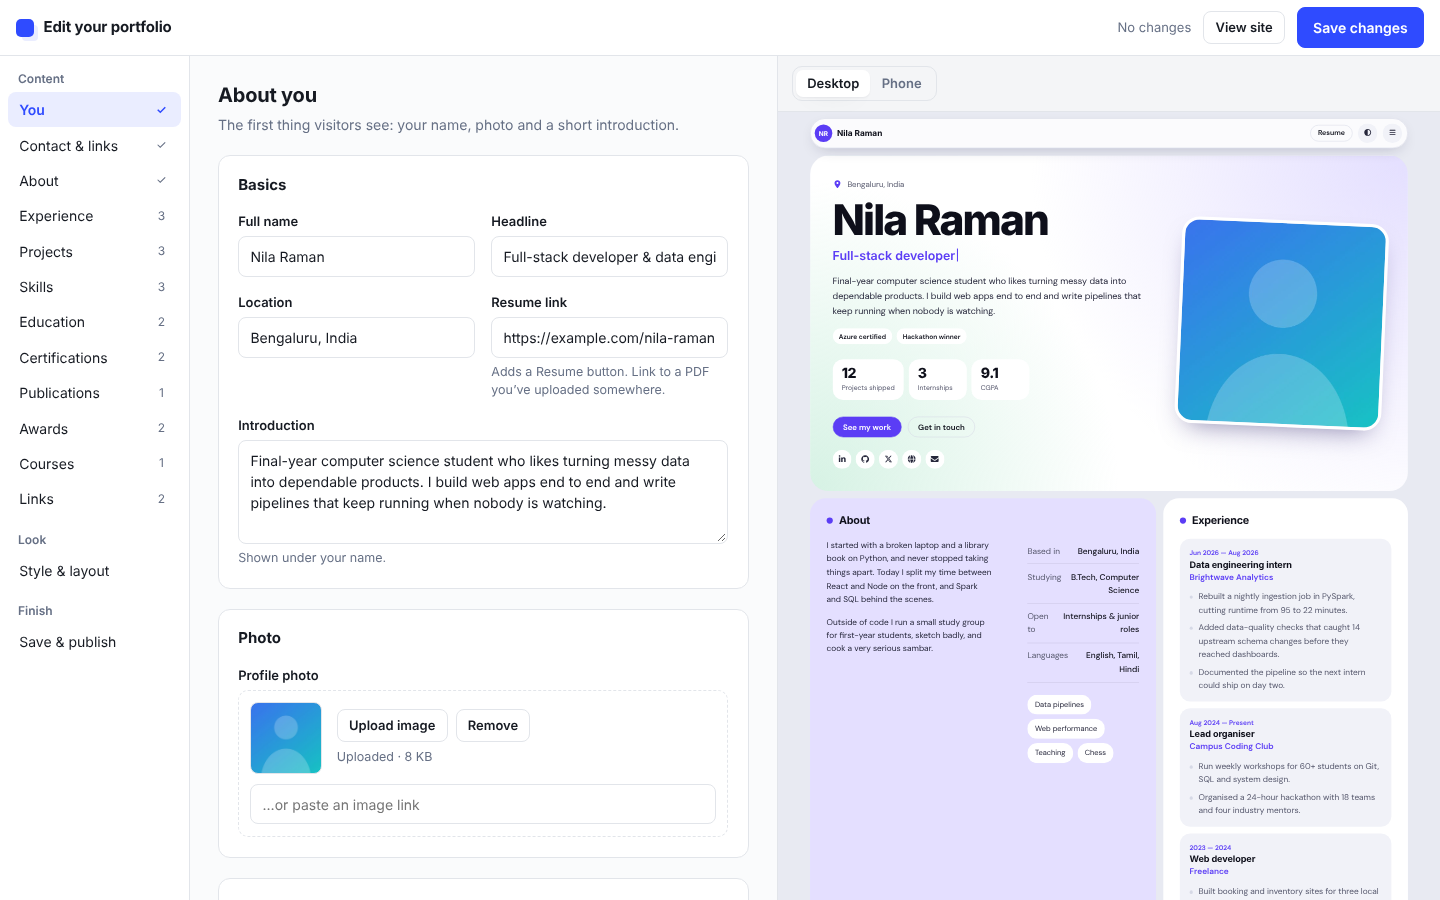 Edit your portfolio
No changes
View site
Save changes
Content
You
Contact & links
About
Experience 3
Projects 3
Skills 3
Education 2
Certifications 2
Publications 1
Awards 2
Courses 1
Links 2
Look
Style & layout
Finish
Save & publish
About you
The first thing visitors see: your name, photo and a short introduction.
Basics
Full name
Nila Raman
Headline
Full-stack developer & data engi
Location
Bengaluru, India
Resume link
https://example.com/nila-raman
Adds a Resume button. Link to a PDF
you’ve uploaded somewhere.
Introduction
Final-year computer science student who likes turning messy data
into dependable products. I build web apps end to end and write
pipelines that keep running when nobody is watching.
Shown under your name.
Photo
Profile photo
Upload image
Remove
Uploaded · 8 KB
…or paste an image link
Desktop
Phone
NR
Nila Raman
Resume
Bengaluru, India
Nila Raman
Full-stack developer
Final-year computer science student who likes turning messy data into
dependable products. I build web apps end to end and write pipelines that
keep running when nobody is watching.
Azure certified
Hackathon winner
12
Projects shipped
3
Internships
9.1
CGPA
See my work
Get in touch
About
I started with a broken laptop and a library
book on Python, and never stopped taking
things apart. Today I split my time between
React and Node on the front, and Spark
and SQL behind the scenes.
Outside of code I run a small study group
for first-year students, sketch badly, and
cook a very serious sambar.
Based in Bengaluru, India
Studying B.Tech, Computer
Science
Open Internships & junior
to roles
Languages English, Tamil,
Hindi
Data pipelines
Web performance
Teaching
Chess
Experience
Jun 2026 — Aug 2026
Data engineering intern
Brightwave Analytics
Rebuilt a nightly ingestion job in PySpark,
cutting runtime from 95 to 22 minutes.
Added data-quality checks that caught 14
upstream schema changes before they
reached dashboards.
Documented the pipeline so the next intern
could ship on day two.
Aug 2024 — Present
Lead organiser
Campus Coding Club
Run weekly workshops for 60+ students on Git,
SQL and system design.
Organised a 24-hour hackathon with 18 teams
and four industry mentors.
2023 — 2024
Web developer
Freelance
Built booking and inventory sites for three local